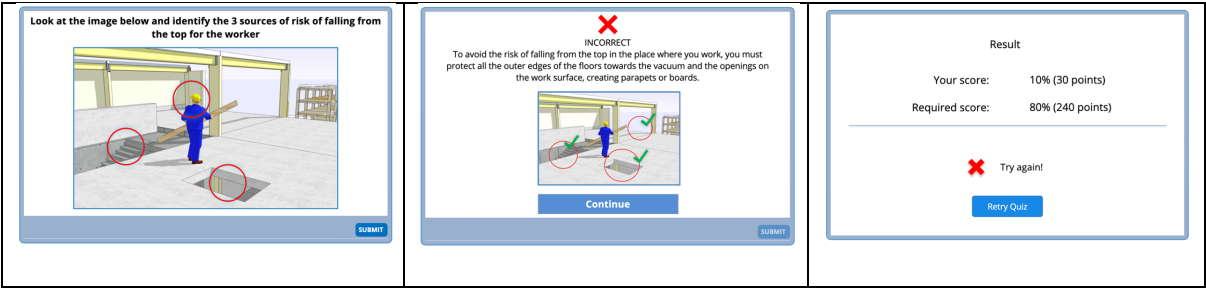 Look at the image below and identify the 3 sources of risk of falling from
the top for the worker
SUBMIT
INCORRECT
To avoid the risk of falling from the top in the place where you work, you must
protect all the outer edges of the floors towards the vacuum and the openings on
the work surface, creating parapets or boards.
Continue
SUBMIT
Result
Your score: 10% (30 points)
Required score: 80% (240 points)
Try again!
Retry Quiz